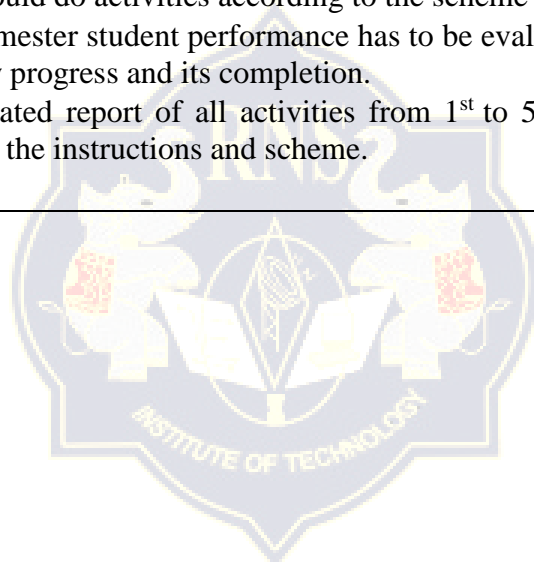 ould do activities according to the scheme
mester student performance has to be eval
y progress and its completion.
ated report of all activities from 1st to 5
the instructions and scheme.
RNS
INSTITUTE OF TECHNOLOGY